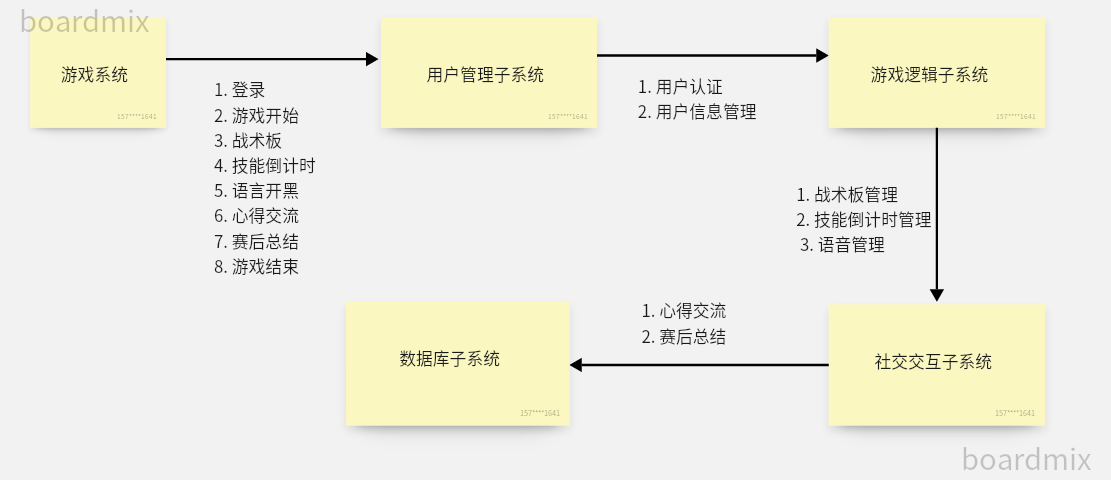 boardmix
游戏系统
157****1641
1. 登录
2. 游戏开始
3. 战术板
4. 技能倒计时
5. 语言开黑
6. 心得交流
7. 赛后总结
8. 游戏结束
用户管理子系统
157****1641
1. 用户认证
2. 用户信息管理
游戏逻辑子系统
157****1641
1. 战术板管理
2. 技能倒计时管理
3. 语音管理
社交交互子系统
157****1641
1. 心得交流
2. 赛后总结
数据库子系统
157****1641
boardmix